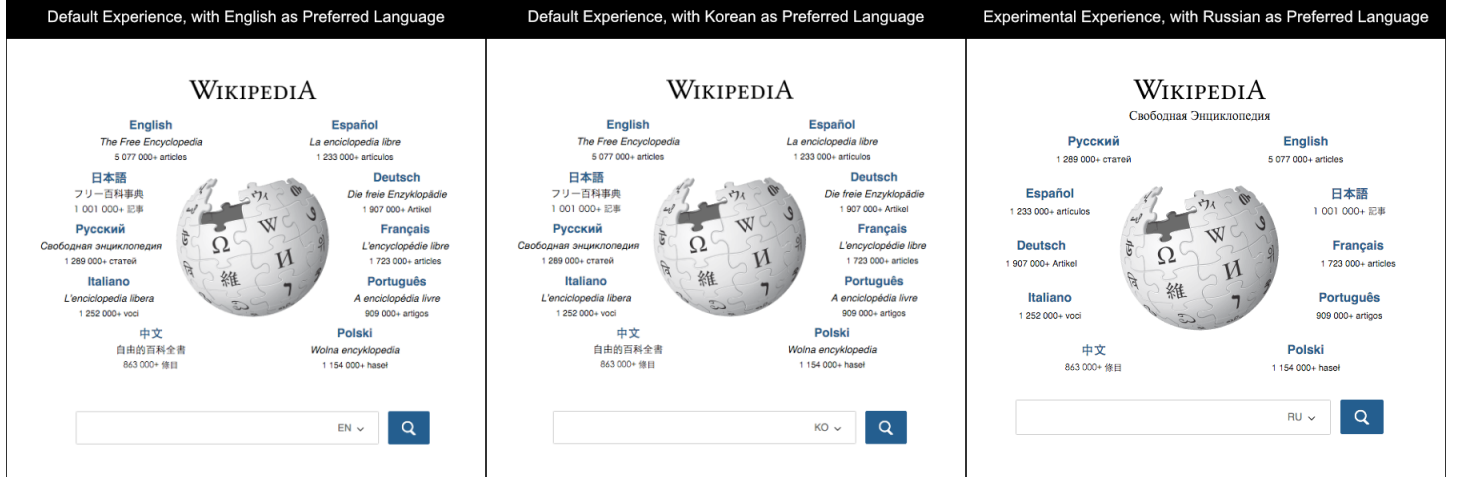 Default Experience, with English as Preferred Language
WIKIPEDIA
English
The Free Encyclopedia
5 077 000+ articles
Español
La enciclopedia libre
1 233 000+ artículos
日本語
フリー百科事典
1 001 000+ 記事
Deutsch
Die freie Enzyklopädie
1 907 000+ Artikel
Русский
Свободная энциклопедия
1 289 000+ статей
Français
L'encyclopédie libre
1 723 000+ articles
Italiano
L'enciclopedia libera
1 252 000+ voci
Português
A enciclopédia livre
909 000+ artigos
中文
自由的百科全書
863 000+ 條目
Polski
Wolna encyklopedia
1 154 000+ haseł
Ω
W
И
維
7
ウィ
EN
Default Experience, with Korean as Preferred Language
WIKIPEDIA
English
The Free Encyclopedia
5 077 000+ articles
Español
La enciclopedia libre
1 233 000+ artículos
日本語
フリー百科事典
1 001 000+ 記事
Deutsch
Die freie Enzyklopädie
1 907 000+ Artikel
Русский
Свободная энциклопедия
1 289 000+ статей
Français
L'encyclopédie libre
1 723 000+ articles
Italiano
L'enciclopedia libera
1 252 000+ voci
Português
A enciclopédia livre
909 000+ artigos
中文
自由的百科全書
863 000+ 條目
Polski
Wolna encyklopedia
1 154 000+ haseł
Ω
W
И
維
7
ウィ
KO
Experimental Experience, with Russian as Preferred Language
WIKIPEDIA
Свободная Энциклопедия
Русский
1 289 000+ статей
English
5 077 000+ articles
Español
1 233 000+ artículos
日本語
1 001 000+ 記事
Deutsch
1 907 000+ Artikel
Français
1 723 000+ articles
Italiano
1 252 000+ voci
Português
909 000+ artigos
中文
863 000+ 條目
Polski
1 154 000+ haseł
Ω
W
И
維
7
ウィ
RU